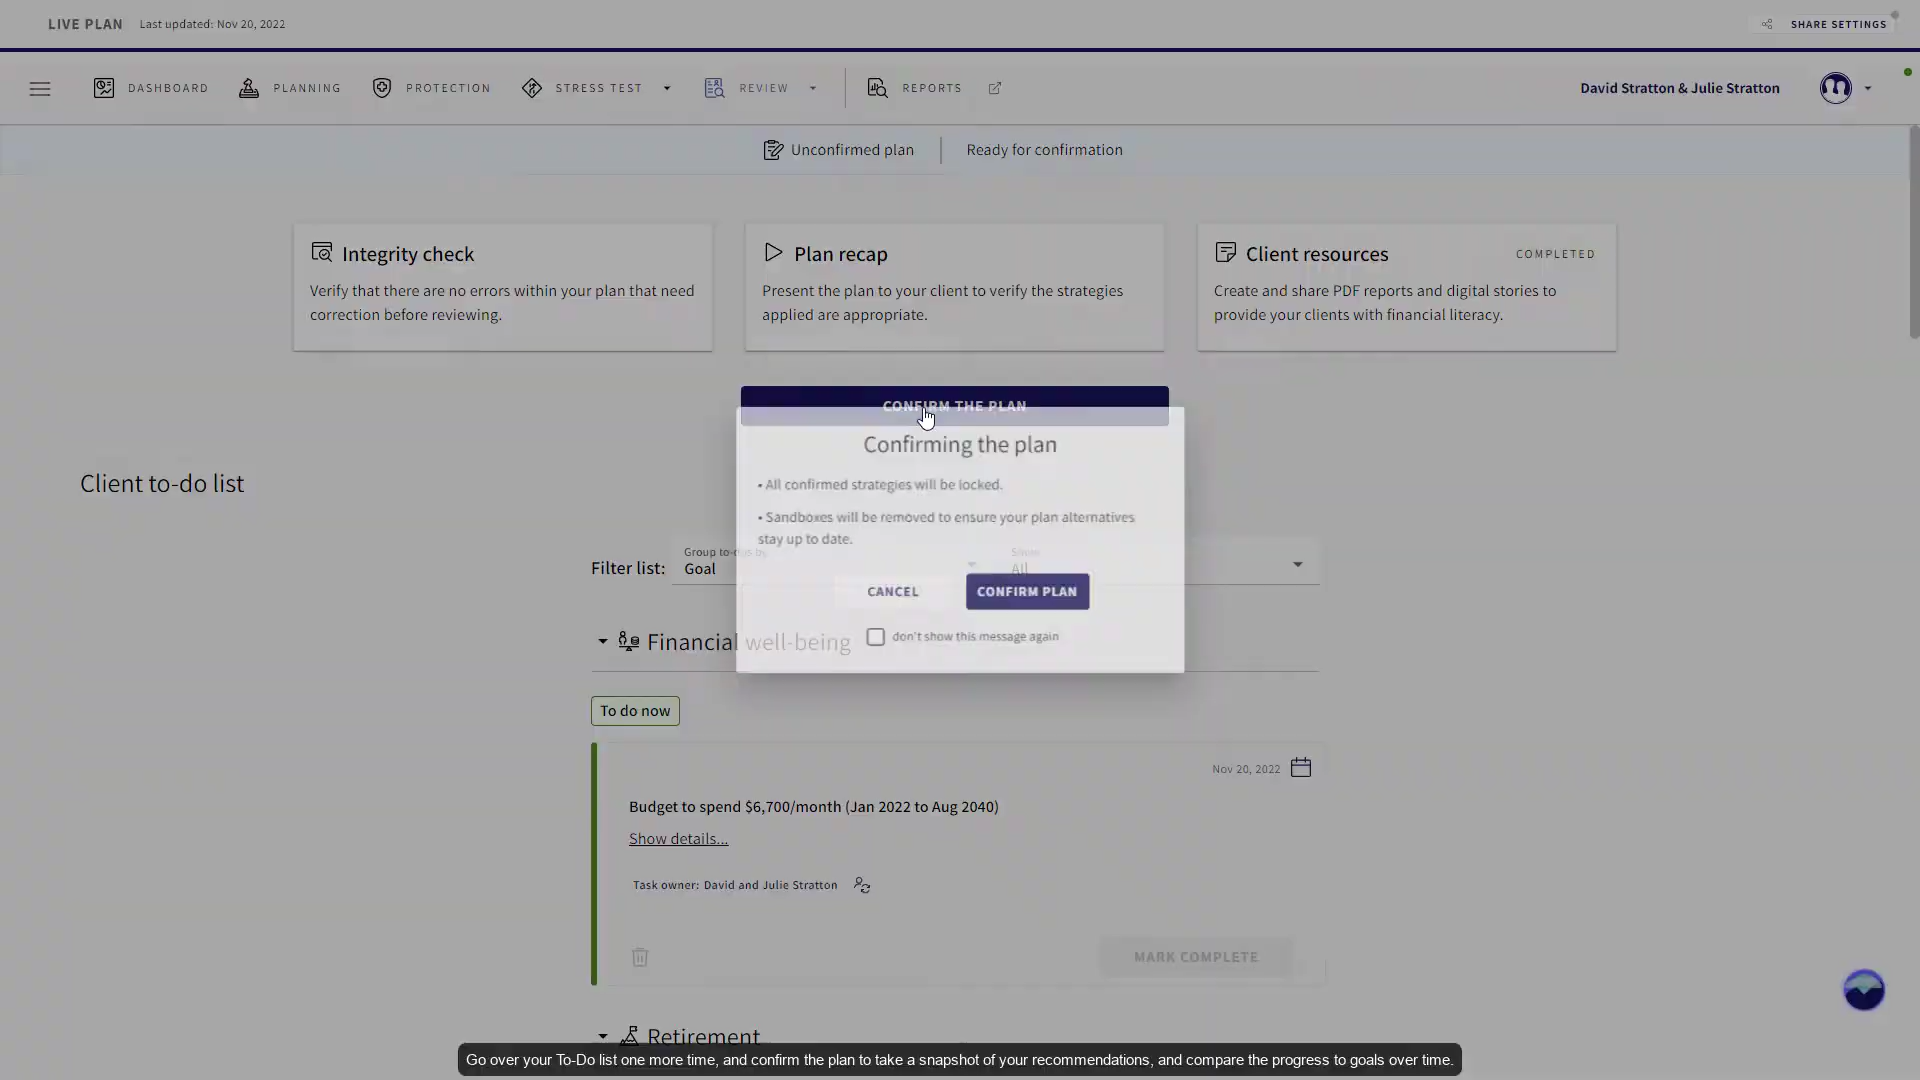 LIVE PLAN Last updated: Nov 20, 2022 SHARE SETTINGS
DASHBOARD PLANNING PROTECTION STRESS TEST REVIEW REPORTS David Stratton & Julie Stratton
Unconfirmed plan Ready for confirmation
Integrity check
Verify that there are no errors within your plan that need
correction before reviewing.
Plan recap
Present the plan to your client to verify the strategies
applied are appropriate.
Client resources COMPLETED
Create and share PDF reports and digital stories to
provide your clients with financial literacy.
CONFIRM THE PLAN
Confirming the plan
• All confirmed strategies will be locked.
• Sandboxes will be removed to ensure your plan alternatives
stay up to date.
CANCEL CONFIRM PLAN
don't show this message again
Client to-do list
Group to-dos by
Filter list: Goal
Show
All
Financial well-being
To do now
Nov 20, 2022
Budget to spend $6,700/month (Jan 2022 to Aug 2040)
Show details...
Task owner: David and Julie Stratton
MARK COMPLETE
Retirement
Go over your To-Do list one more time, and confirm the plan to take a snapshot of your recommendations, and compare the progress to goals over time.